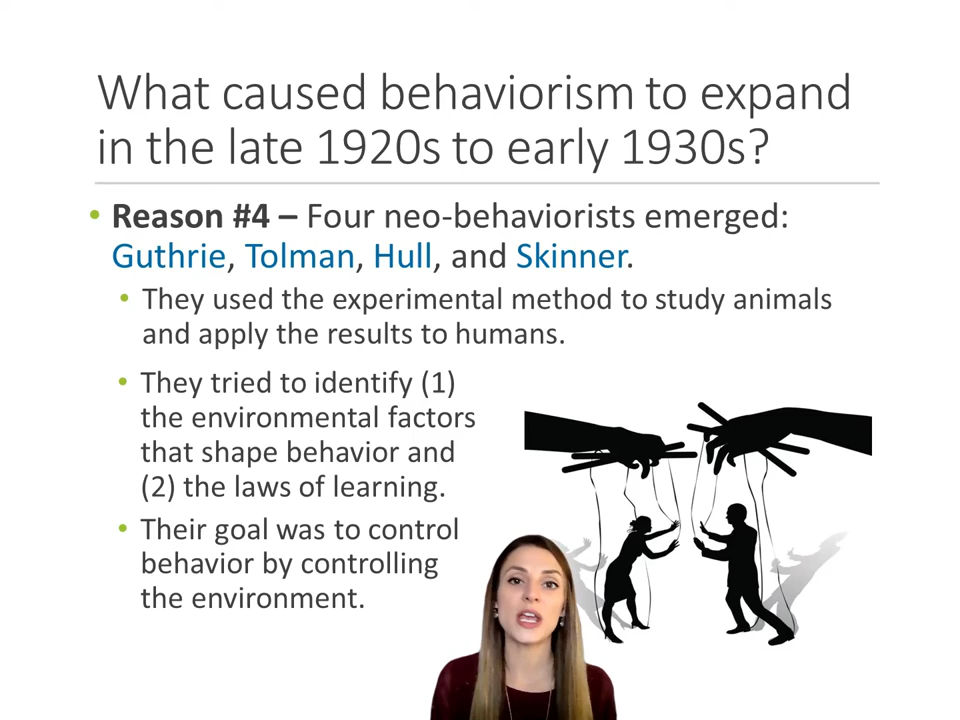 What caused behaviorism to expand
in the late 1920s to early 1930s?
• Reason #4 – Four neo-behaviorists emerged:
Guthrie, Tolman, Hull, and Skinner.
• They used the experimental method to study animals
and apply the results to humans.
• They tried to identify (1)
the environmental factors
that shape behavior and
(2) the laws of learning.
• Their goal was to control
behavior by controlling
the environment.